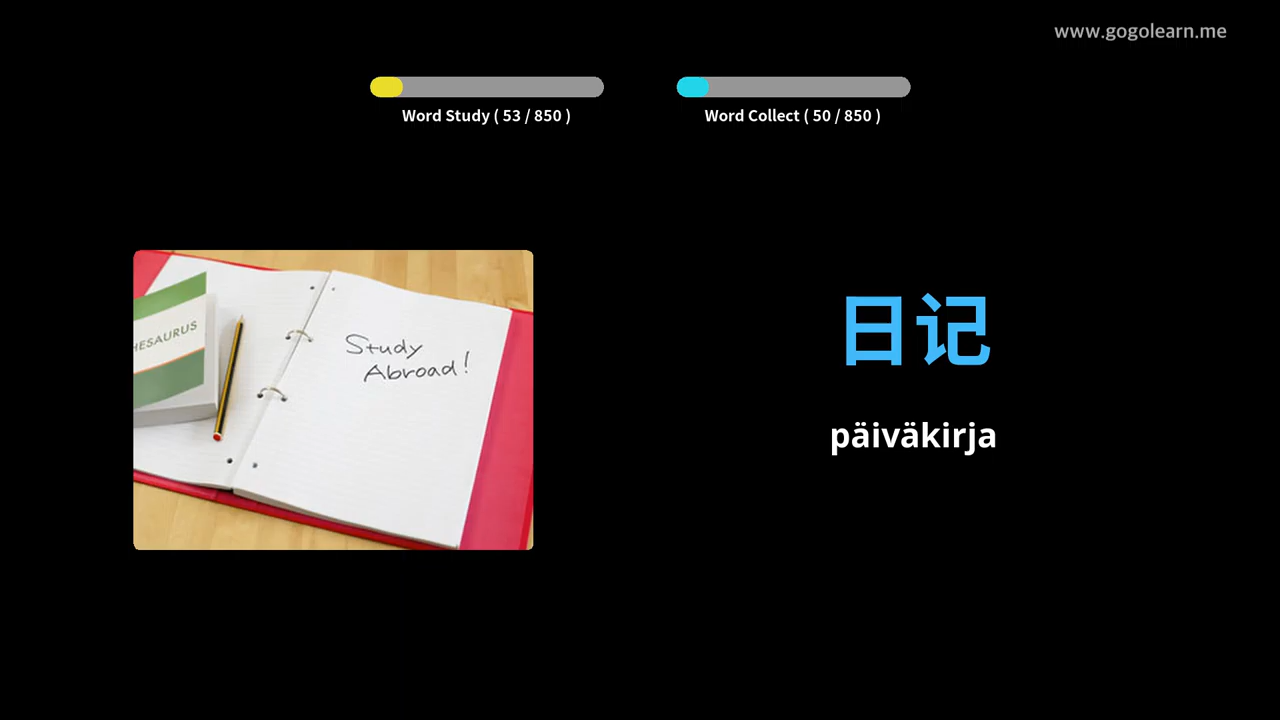 www.gogolearn.me
Word Study ( 53 / 850 )
Word Collect ( 50 / 850 )
HESAURUS
Study
Abroad!
日记
päiväkirja